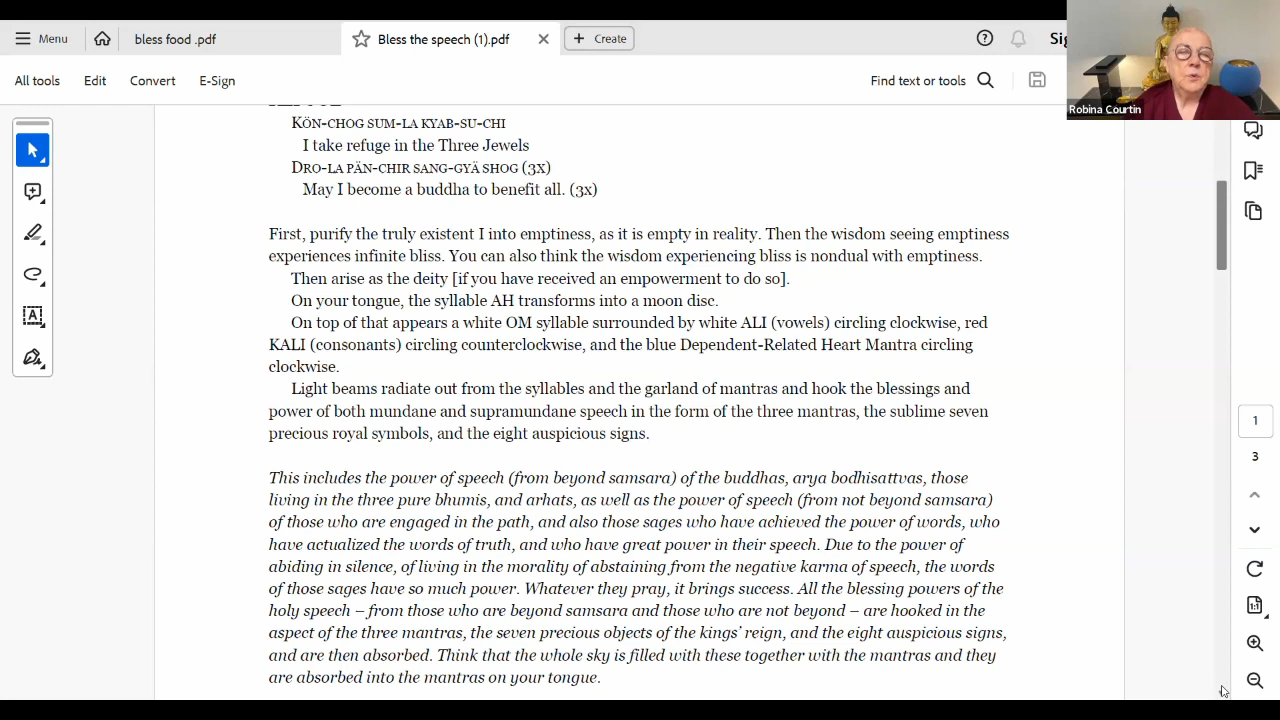 Menu
bless food .pdf
Bless the speech (1).pdf
Create
All tools
Edit
Convert
E-Sign
Find text or tools
Robina Courtin
KÖN-CHOG SUM-LA KYAB-SU-CHI
I take refuge in the Three Jewels
DRO-LA PÄN-CHIR SANG-GYÄ SHOG (3x)
May I become a buddha to benefit all. (3x)
First, purify the truly existent I into emptiness, as it is empty in reality. Then the wisdom seeing emptiness
experiences infinite bliss. You can also think the wisdom experiencing bliss is nondual with emptiness.
Then arise as the deity [if you have received an empowerment to do so].
On your tongue, the syllable AH transforms into a moon disc.
On top of that appears a white OM syllable surrounded by white ALI (vowels) circling clockwise, red
KALI (consonants) circling counterclockwise, and the blue Dependent-Related Heart Mantra circling
clockwise.
Light beams radiate out from the syllables and the garland of mantras and hook the blessings and
power of both mundane and supramundane speech in the form of the three mantras, the sublime seven
precious royal symbols, and the eight auspicious signs.
This includes the power of speech (from beyond samsara) of the buddhas, arya bodhisattvas, those
living in the three pure bhumis, and arhats, as well as the power of speech (from not beyond samsara)
of those who are engaged in the path, and also those sages who have achieved the power of words, who
have actualized the words of truth, and who have great power in their speech. Due to the power of
abiding in silence, of living in the morality of abstaining from the negative karma of speech, the words
of those sages have so much power. Whatever they pray, it brings success. All the blessing powers of the
holy speech – from those who are beyond samsara and those who are not beyond – are hooked in the
aspect of the three mantras, the seven precious objects of the kings' reign, and the eight auspicious signs,
and are then absorbed. Think that the whole sky is filled with these together with the mantras and they
are absorbed into the mantras on your tongue.
1
3
1:1